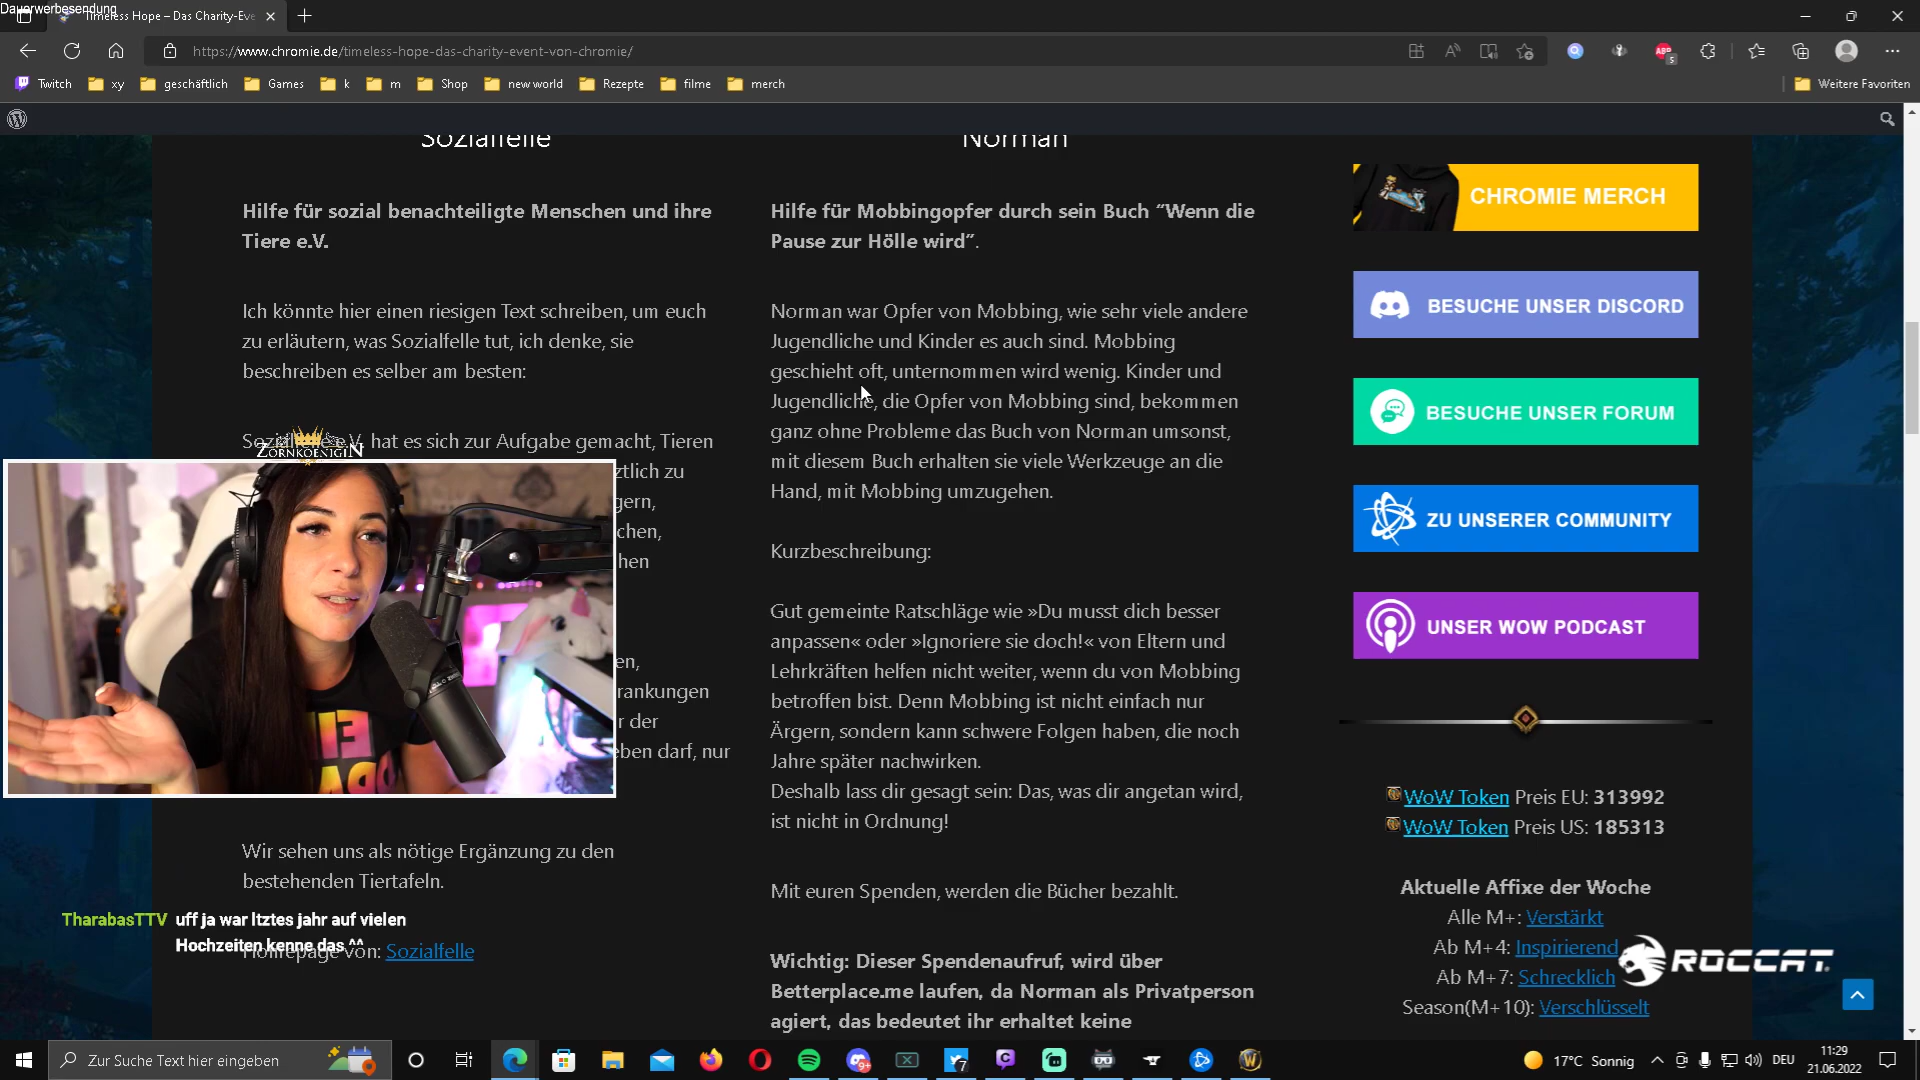 Dauerwerbesendung
Timeless Hope – Das Charity-Eve
https://www.chromie.de/timeless-hope-das-charity-event-von-chromie/
Twitch
xy
geschäftlich
Games
k
m
Shop
new world
Rezepte
filme
merch
Weitere Favoriten
Sozialfelle
Hilfe für sozial benachteiligte Menschen und ihre
Tiere e.V.
Ich könnte hier einen riesigen Text schreiben, um euch
zu erläutern, was Sozialfelle tut, ich denke, sie
beschreiben es selber am besten:
Sozialfelle e.V. hat es sich zur Aufgabe gemacht, Tieren
ZORNKOENIGIN
ztlich zu
gern,
chen,
hen
en,
rankungen
r der
eben darf, nur
Wir sehen uns als nötige Ergänzung zu den
bestehenden Tiertafeln.
TharabasTTV uff ja war ltztes jahr auf vielen
Hochzeiten kenne das ^^
Homepage von: Sozialfelle
Norman
Hilfe für Mobbingopfer durch sein Buch “Wenn die
Pause zur Hölle wird”.
Norman war Opfer von Mobbing, wie sehr viele andere
Jugendliche und Kinder es auch sind. Mobbing
geschieht oft, unternommen wird wenig. Kinder und
Jugendliche, die Opfer von Mobbing sind, bekommen
ganz ohne Probleme das Buch von Norman umsonst,
mit diesem Buch erhalten sie viele Werkzeuge an die
Hand, mit Mobbing umzugehen.
Kurzbeschreibung:
Gut gemeinte Ratschläge wie »Du musst dich besser
anpassen« oder »Ignoriere sie doch!« von Eltern und
Lehrkräften helfen nicht weiter, wenn du von Mobbing
betroffen bist. Denn Mobbing ist nicht einfach nur
Ärgern, sondern kann schwere Folgen haben, die noch
Jahre später nachwirken.
Deshalb lass dir gesagt sein: Das, was dir angetan wird,
ist nicht in Ordnung!
Mit euren Spenden, werden die Bücher bezahlt.
Wichtig: Dieser Spendenaufruf, wird über
Betterplace.me laufen, da Norman als Privatperson
agiert, das bedeutet ihr erhaltet keine
CHROMIE MERCH
BESUCHE UNSER DISCORD
BESUCHE UNSER FORUM
ZU UNSERER COMMUNITY
UNSER WOW PODCAST
WoW Token Preis EU: 313992
WoW Token Preis US: 185313
Aktuelle Affixe der Woche
Alle M+: Verstärkt
Ab M+4: Inspirierend
Ab M+7: Schrecklich
Season(M+10): Verschlüsselt
ROCCAT
Zur Suche Text hier eingeben
17°C Sonnig
DEU
11:29
21.06.2022